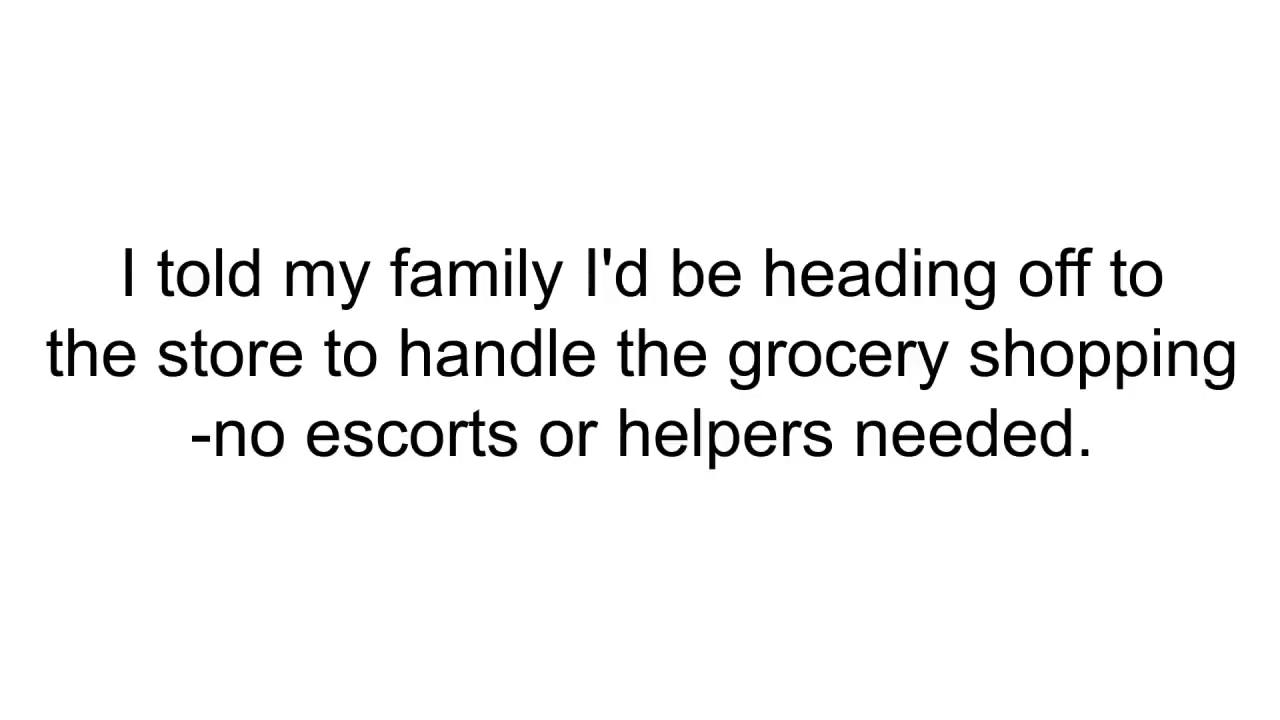 I told my family I'd be heading off to
the store to handle the grocery shopping
-no escorts or helpers needed.